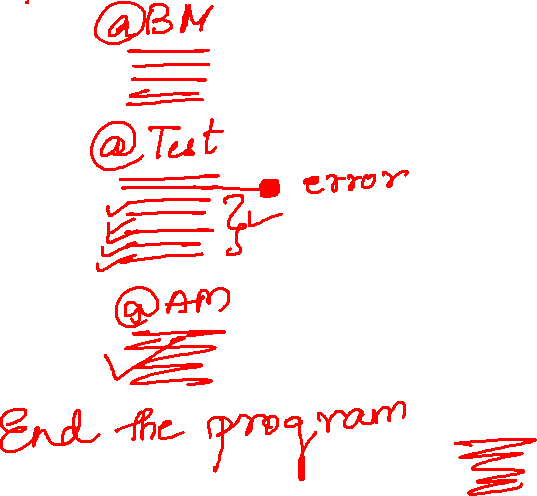 @BM
@Test
error
@AM
End the program